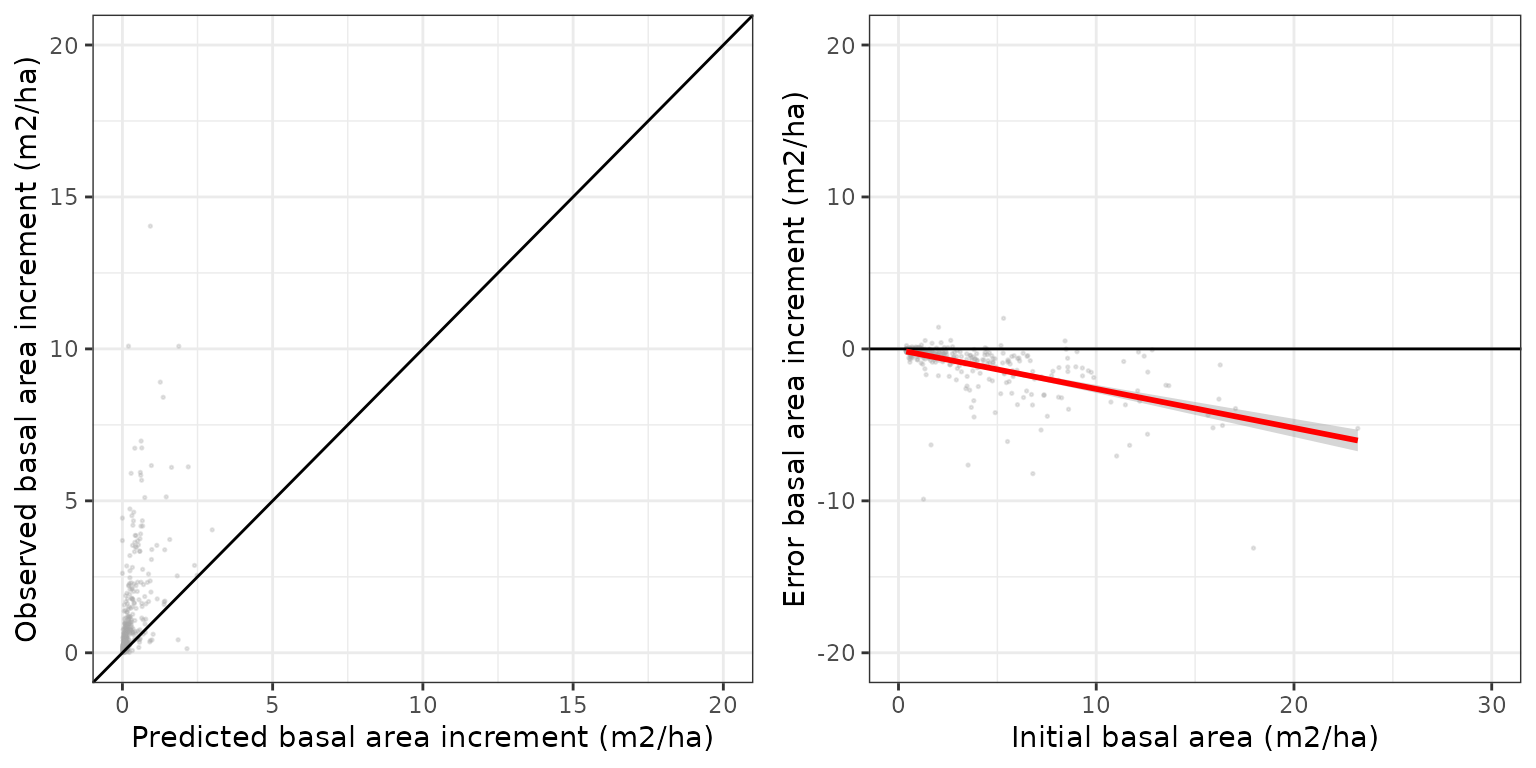 Observed basal area increment (m2/ha)
20
15
10
5
0
0 5 10 15 20
Predicted basal area increment (m2/ha)
Error basal area increment (m2/ha)
20
10
0
-10
-20
0 10 20 30
Initial basal area (m2/ha)